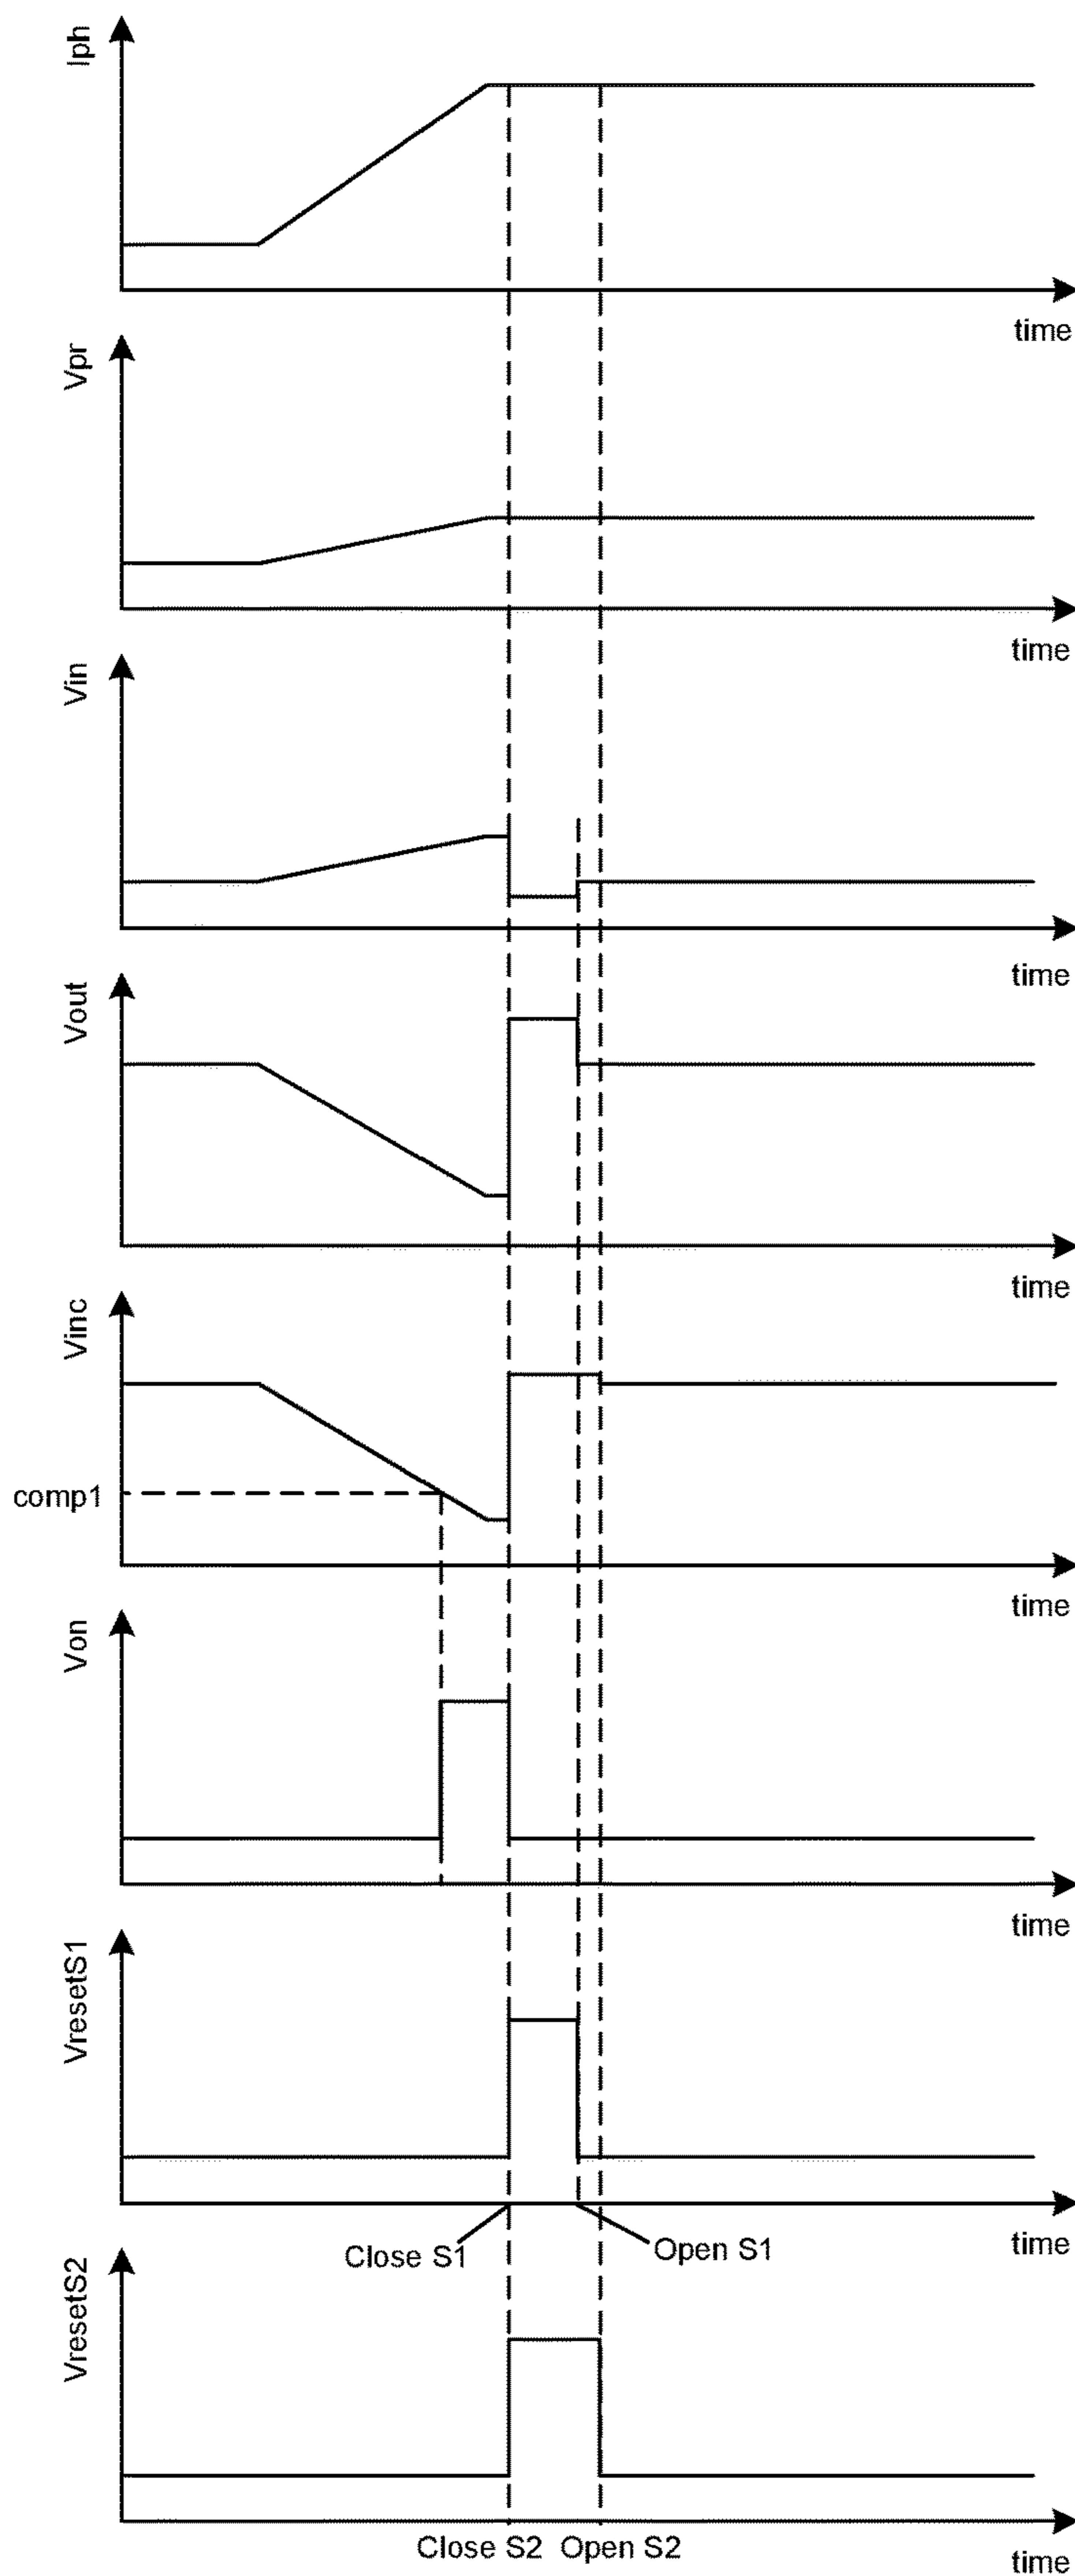 Iph
time
Vpr
time
Vin
time
Vout
time
Vinc
comp1
time
Von
time
VresetS1
time
Close S1
Open S1
VresetS2
Close S2
Open S2
time